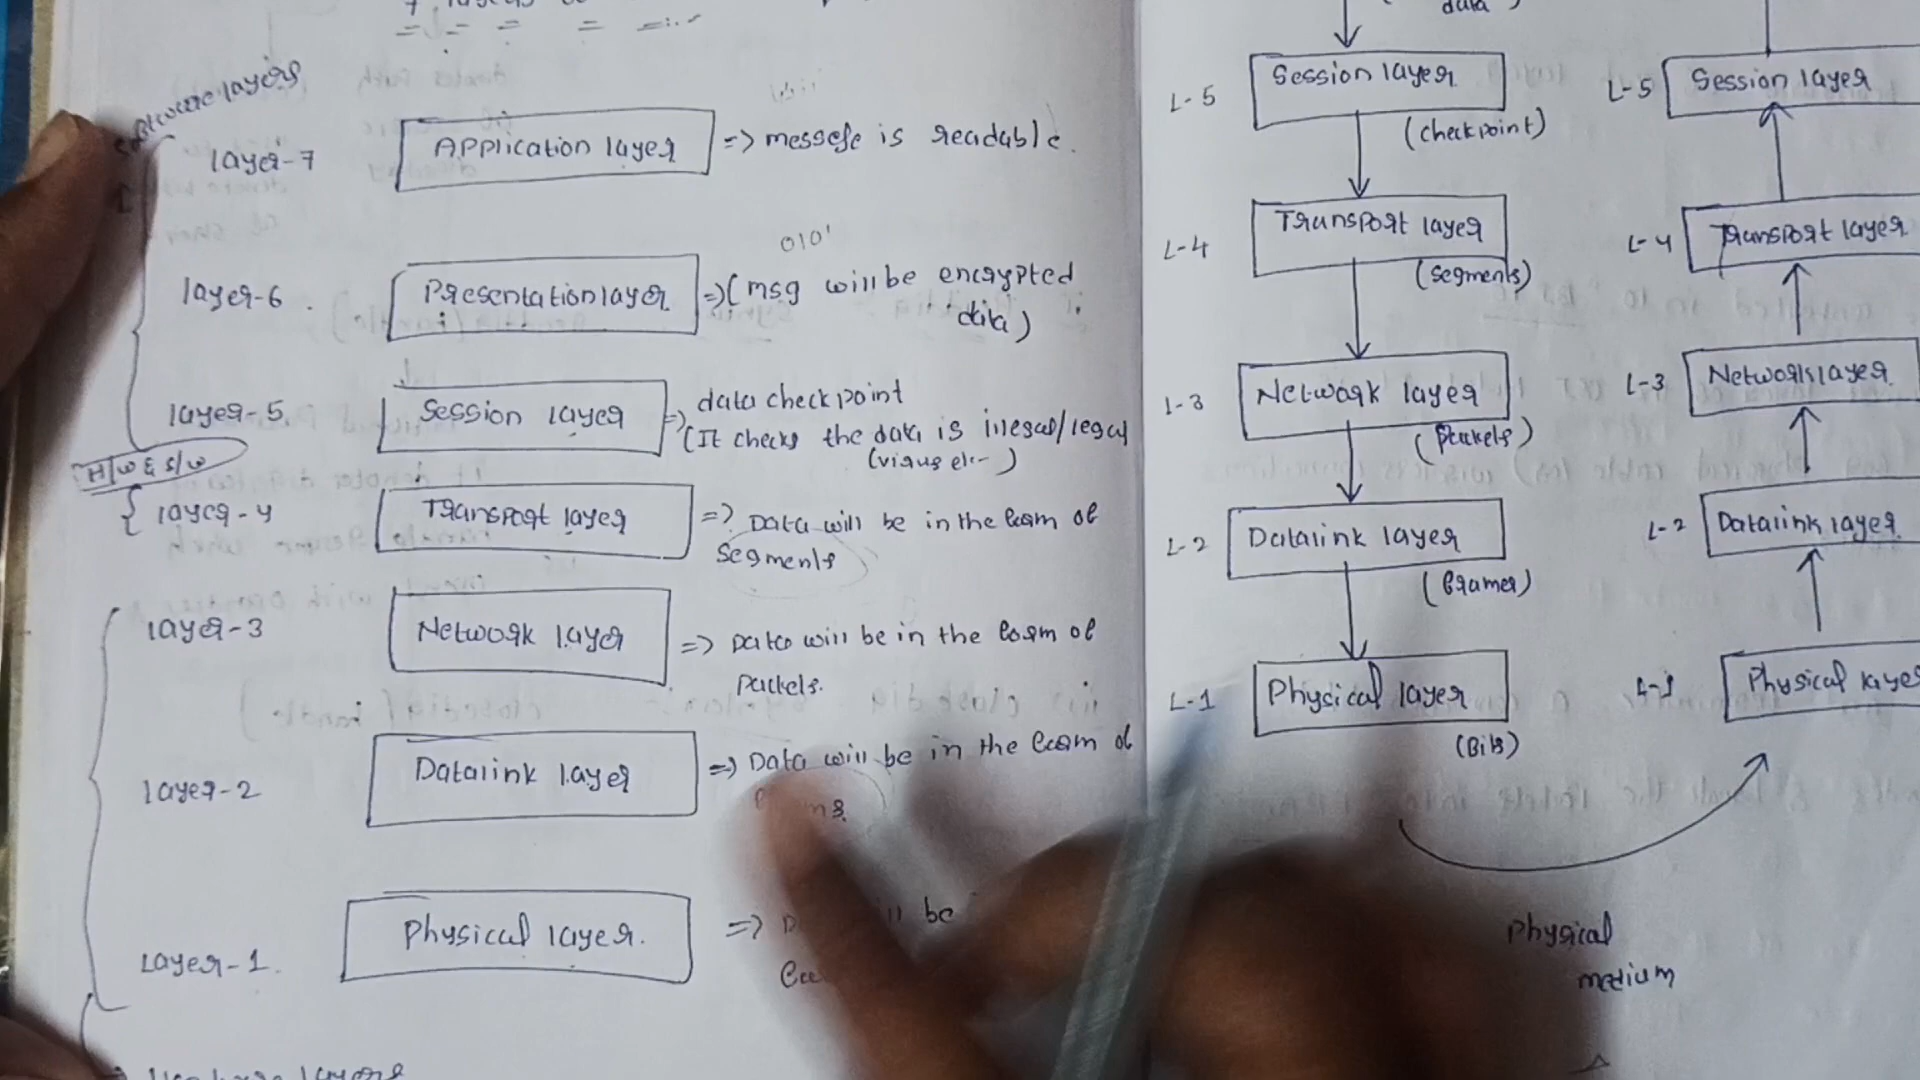 software layers
layer-7
Application layer
=> messefe is readable.
0101
layer-6 .
Presentation layer
=> ( msg will be encrypted
data )
layer-5
Session layer
=> data check point
(It checks the data is illegal/legal
(virus etc- )
H/w & S/w
layer-4
Transport layer
=> Data will be in the form of
segments
layer-3
Network layer
=> Data will be in the form of
packets.
layer-2
Datalink layer
=> Data will be in the form of
layer-1.
Physical layer.
=> be
layers
data )
L-5
Session layer
(checkpoint)
L-4
Transport layer
(segments)
L-3
Network layer
(packets)
L-2
Datalink layer
(frames)
L-1
Physical layer
(Bits)
L-5
Session layer
L-4
Transport layer
L-3
Network layer
L-2
Datalink layer
L-1
Physical laye
Physical
medium